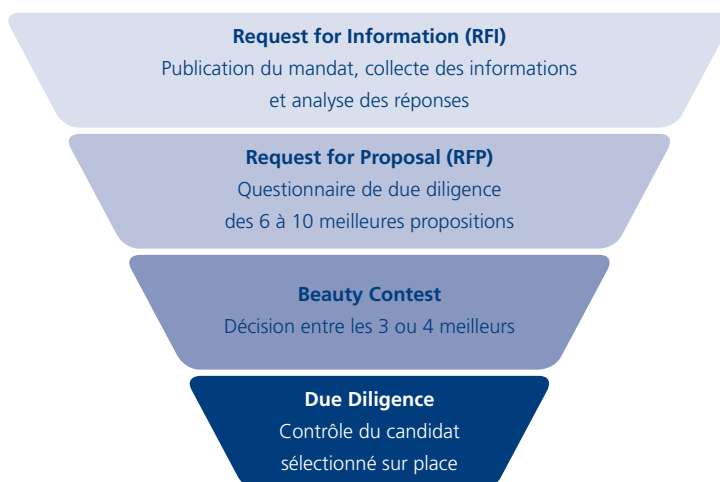 Request for Information (RFI)
Publication du mandat, collecte des informations
et analyse des réponses
Request for Proposal (RFP)
Questionnaire de due diligence
des 6 à 10 meilleures propositions
Beauty Contest
Décision entre les 3 ou 4 meilleurs
Due Diligence
Contrôle du candidat
sélectionné sur place